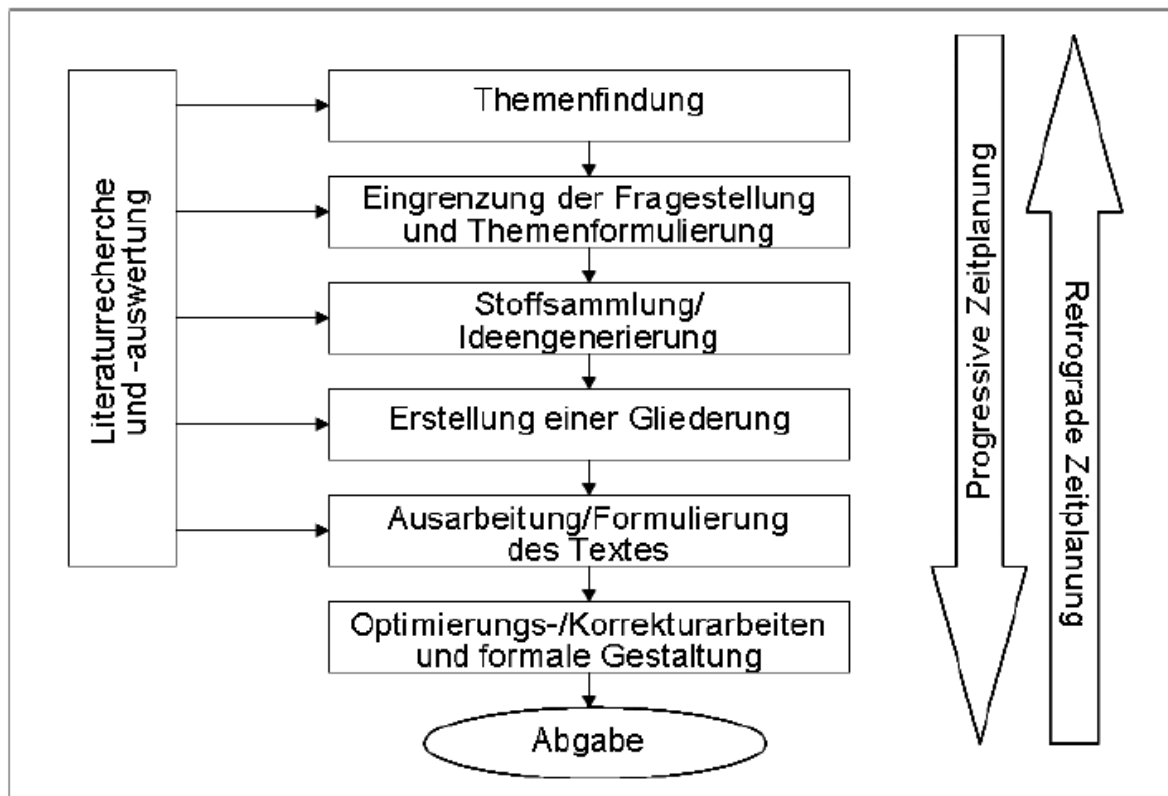 Literaturrecherche
und -auswertung
Themenfindung
Eingrenzung der Fragestellung
und Themenformulierung
Stoffsammlung/
Ideengenerierung
Erstellung einer Gliederung
Ausarbeitung/Formulierung
des Textes
Optimierungs-/Korrekturarbeiten
und formale Gestaltung
Abgabe
Progressive Zeitplanung
Retrograde Zeitplanung